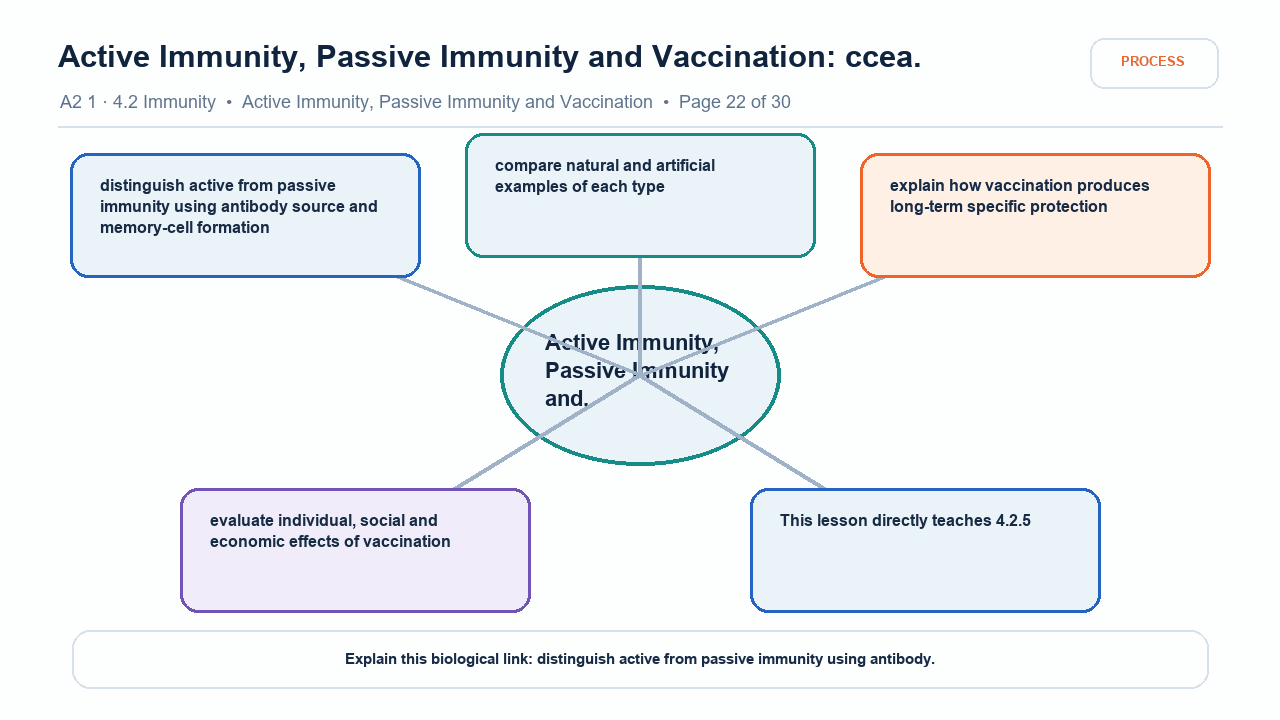 Active Immunity, Passive Immunity and Vaccination: ccea.
PROCESS
A2 1 · 4.2 Immunity • Active Immunity, Passive Immunity and Vaccination • Page 22 of 30
distinguish active from passive
immunity using antibody source and
memory-cell formation
compare natural and artificial
examples of each type
explain how vaccination produces
long-term specific protection
Active Immunity,
Passive Immunity
and.
evaluate individual, social and
economic effects of vaccination
This lesson directly teaches 4.2.5
Explain this biological link: distinguish active from passive immunity using antibody.